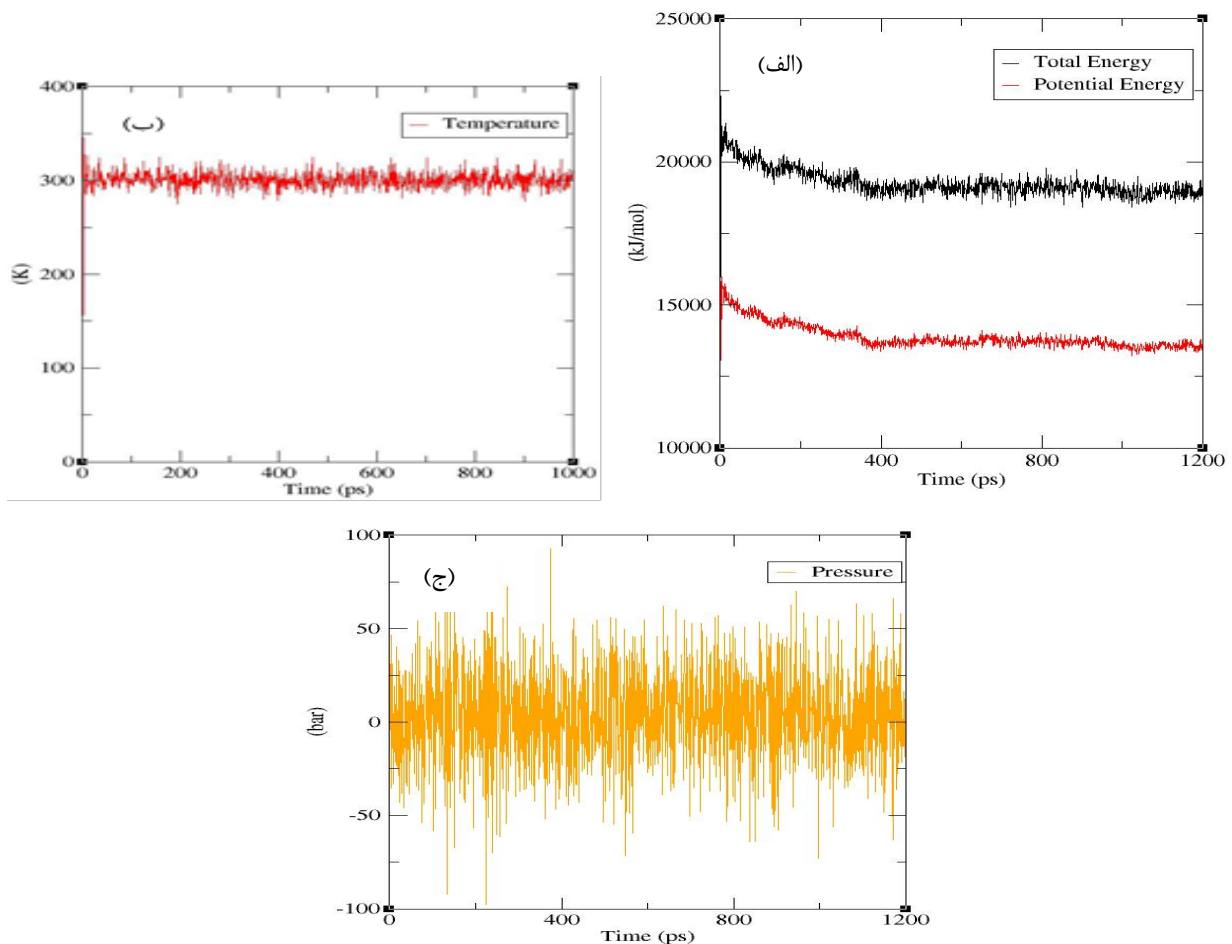 (الف)
Total Energy
Potential Energy
25000
20000
15000
10000
(kJ/mol)
0
400
800
1200
Time (ps)
(ب)
Temperature
400
300
200
100
0
(K)
0
200
400
600
800
1000
Time (ps)
(ج)
Pressure
100
50
0
-50
-100
(bar)
0
400
800
1200
Time (ps)